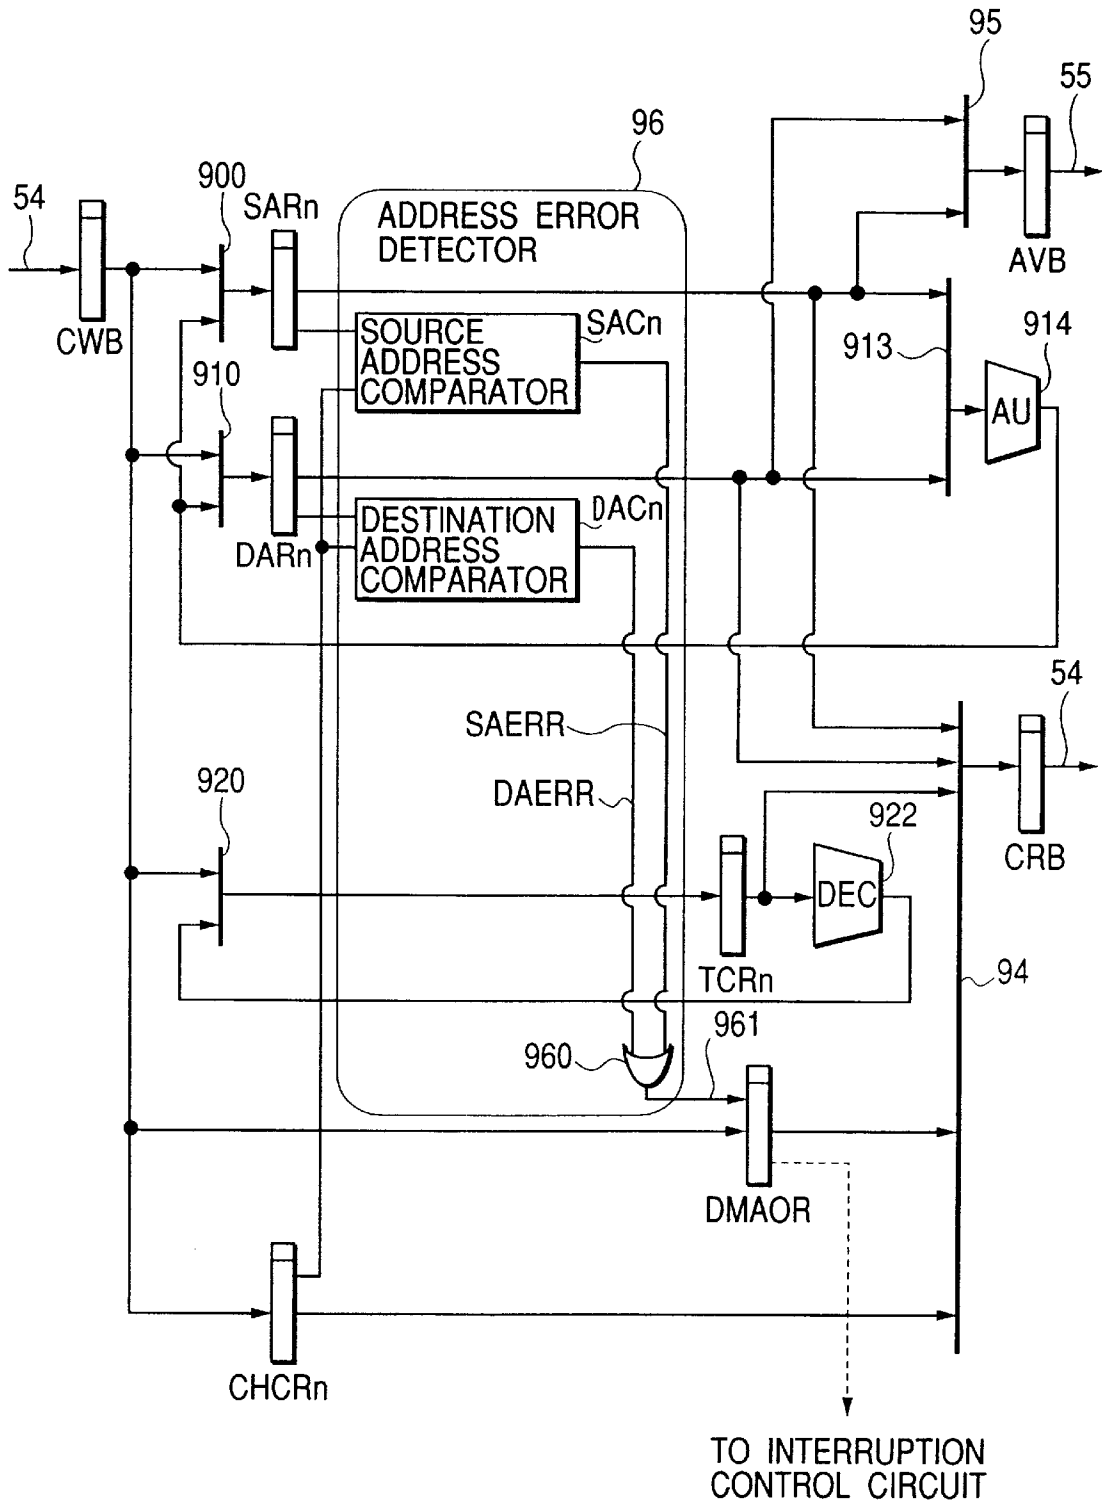 95
55
96
900
54
SARn
ADDRESS ERROR
DETECTOR
AVB
CWB
SOURCE
ADDRESS
COMPARATOR
SACn
913
914
910
AU
DARn
DESTINATION
ADDRESS
COMPARATOR
DACn
54
SAERR
920
DAERR
922
CRB
DEC
TCRn
94
961
960
DMAOR
CHCRn
TO INTERRUPTION
CONTROL CIRCUIT